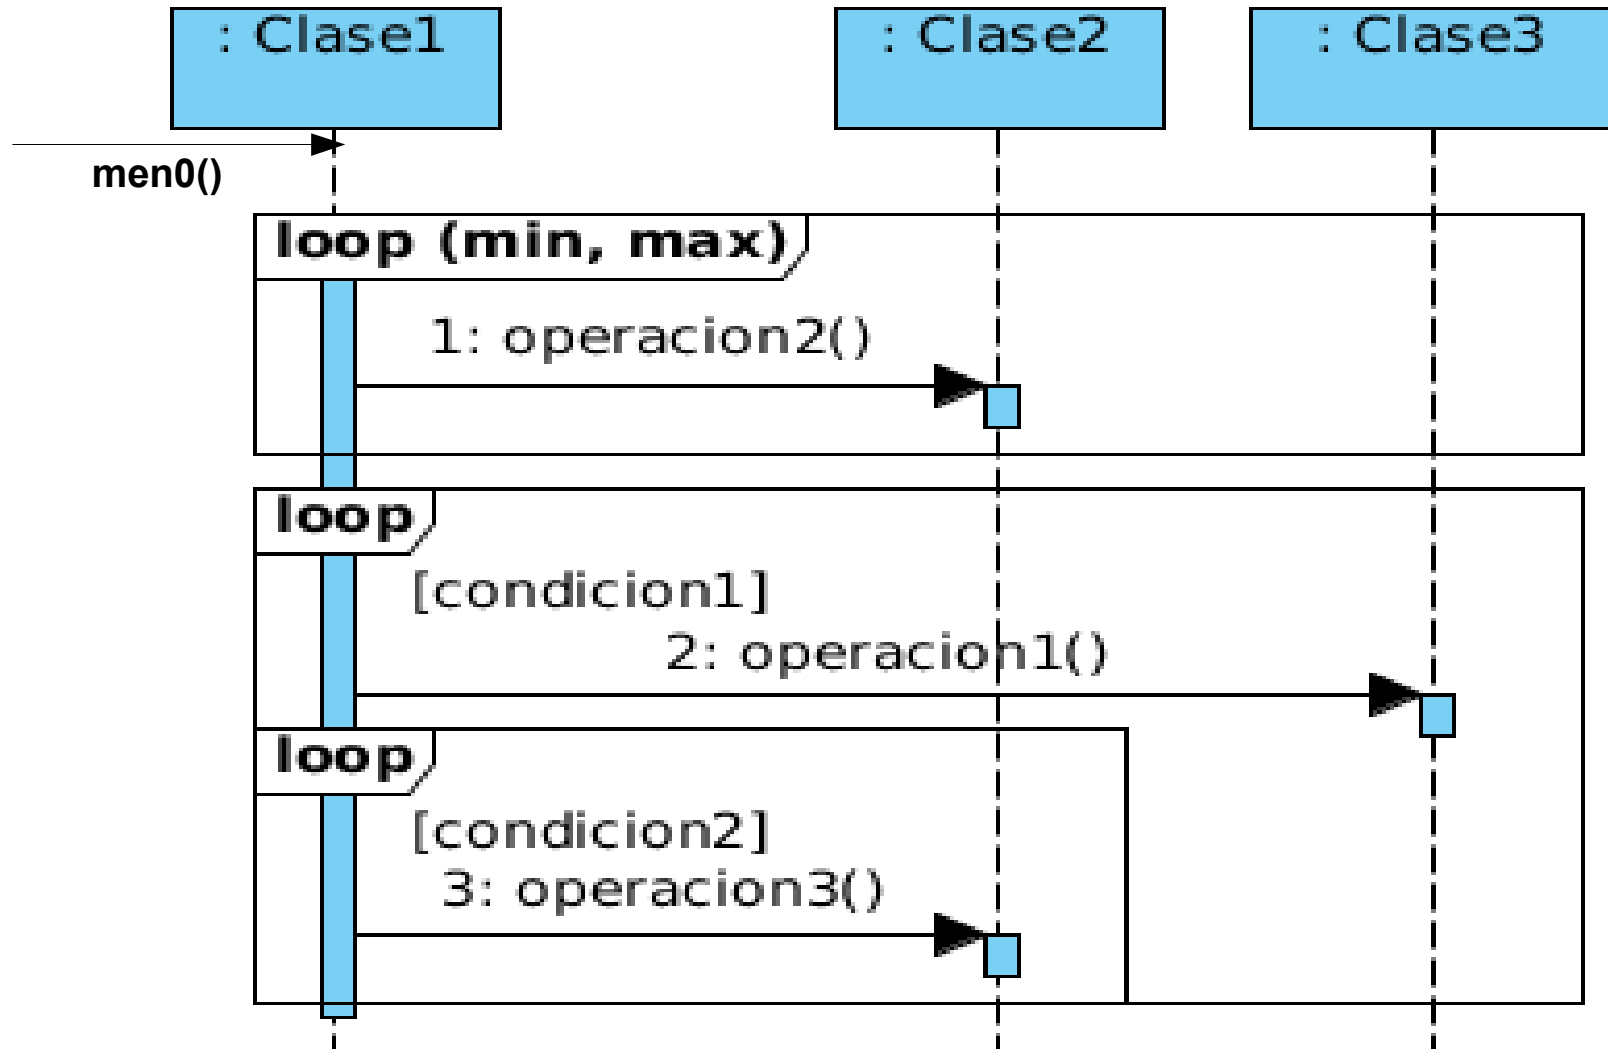 : Clase1
: Clase2
: Clase3
men0()
loop (min, max)
1: operacion2()
loop
[condicion1]
2: operacion1()
loop
[condicion2]
3: operacion3()